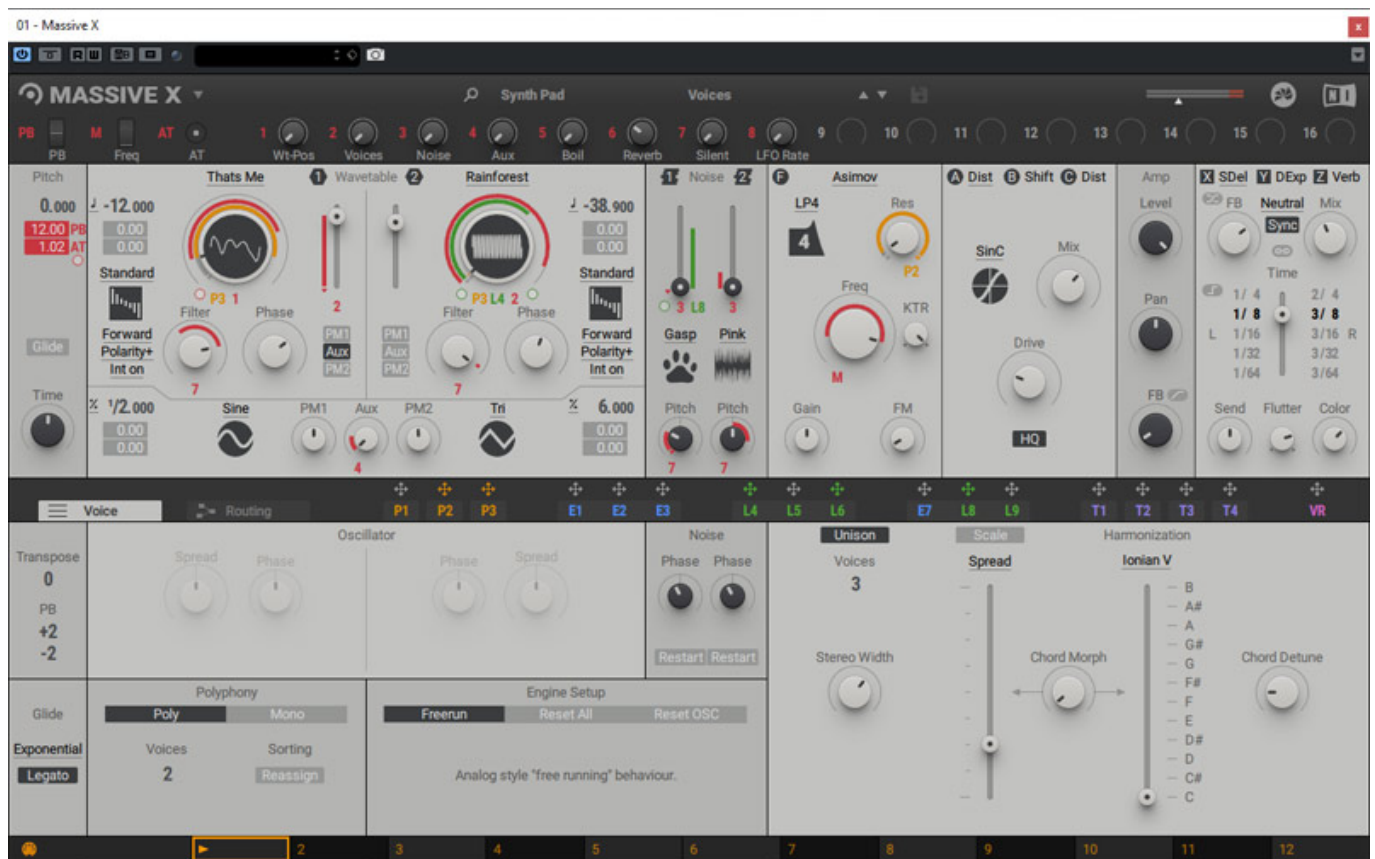 01 - Massive X
x
R W
MASSIVE X
Synth Pad Voices
NI
PB M AT 1 2 3 4 5 6 7 8 9 10 11 12 13 14 15 16
PB Freq AT Wt-Pos Voices Noise Aux Boil Reverb Silent LFO Rate
Pitch Thats Me 1 Wavetable 2 Rainforest 1 Noise 2 F Asimov A Dist B Shift C Dist Amp X SDel Y DExp Z Verb
0.000 -12.000 -38.900 LP4 Res Level FB Neutral Mix
12.00 PB 0.00 0.00 4 Sync
1.02 AT 0.00 0.00 SinC Mix
Standard Standard P2 Time
P3 1 P3 L4 2 3 L8 3 Freq Pan 1/ 4 2/ 4
Filter Phase 2 Filter Phase KTR 1/ 8 3/ 8
Forward PM1 PM1 Forward Gasp Pink L 1/16 3/16 R
Glide Polarity+ Aux Aux Polarity+ Drive 1/32 3/32
Int on PM2 PM2 Int on 1/64 3/64
7 7 M
Time 1/2.000 Sine PM1 Aux PM2 Tri 6.000 Pitch Pitch Gain FM FB Send Flutter Color
0.00 0.00
0.00 0.00 HQ
4 7 7
Voice Routing P1 P2 P3 E1 E2 E3 L4 L5 L6 E7 L8 L9 T1 T2 T3 T4 VR
Oscillator Noise Unison Scale Harmonization
Transpose Spread Phase Phase Spread Phase Phase Voices Spread Ionian V
0 3 B
PB A#
+2 A
-2 G#
Restart Restart Stereo Width Chord Morph G Chord Detune
F#
F
Polyphony Engine Setup
Glide Poly Mono Freerun Reset All Reset OSC E
Exponential Voices Sorting D#
D
Legato 2 Reassign Analog style "free running" behaviour. C#
C
2 3 4 5 6 7 8 9 10 11 12